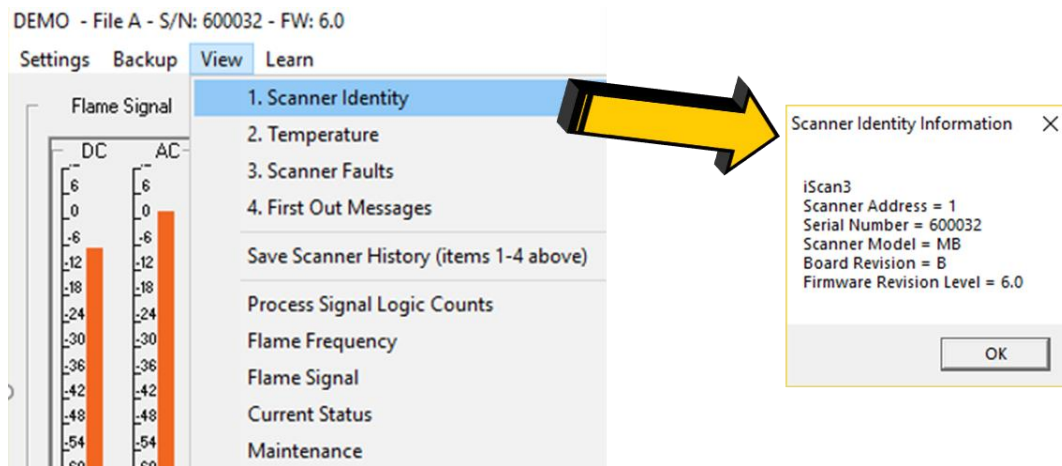 DEMO - File A - S/N: 600032 - FW: 6.0
Settings Backup View Learn
Flame Signal
DC AC
6 6
0 0
-6 -6
-12 -12
-18 -18
-24 -24
-30 -30
-36 -36
-42 -42
-48 -48
-54 -54
1. Scanner Identity
2. Temperature
3. Scanner Faults
4. First Out Messages
Save Scanner History (items 1-4 above)
Process Signal Logic Counts
Flame Frequency
Flame Signal
Current Status
Maintenance
Scanner Identity Information
iScan3
Scanner Address = 1
Serial Number = 600032
Scanner Model = MB
Board Revision = B
Firmware Revision Level = 6.0
OK